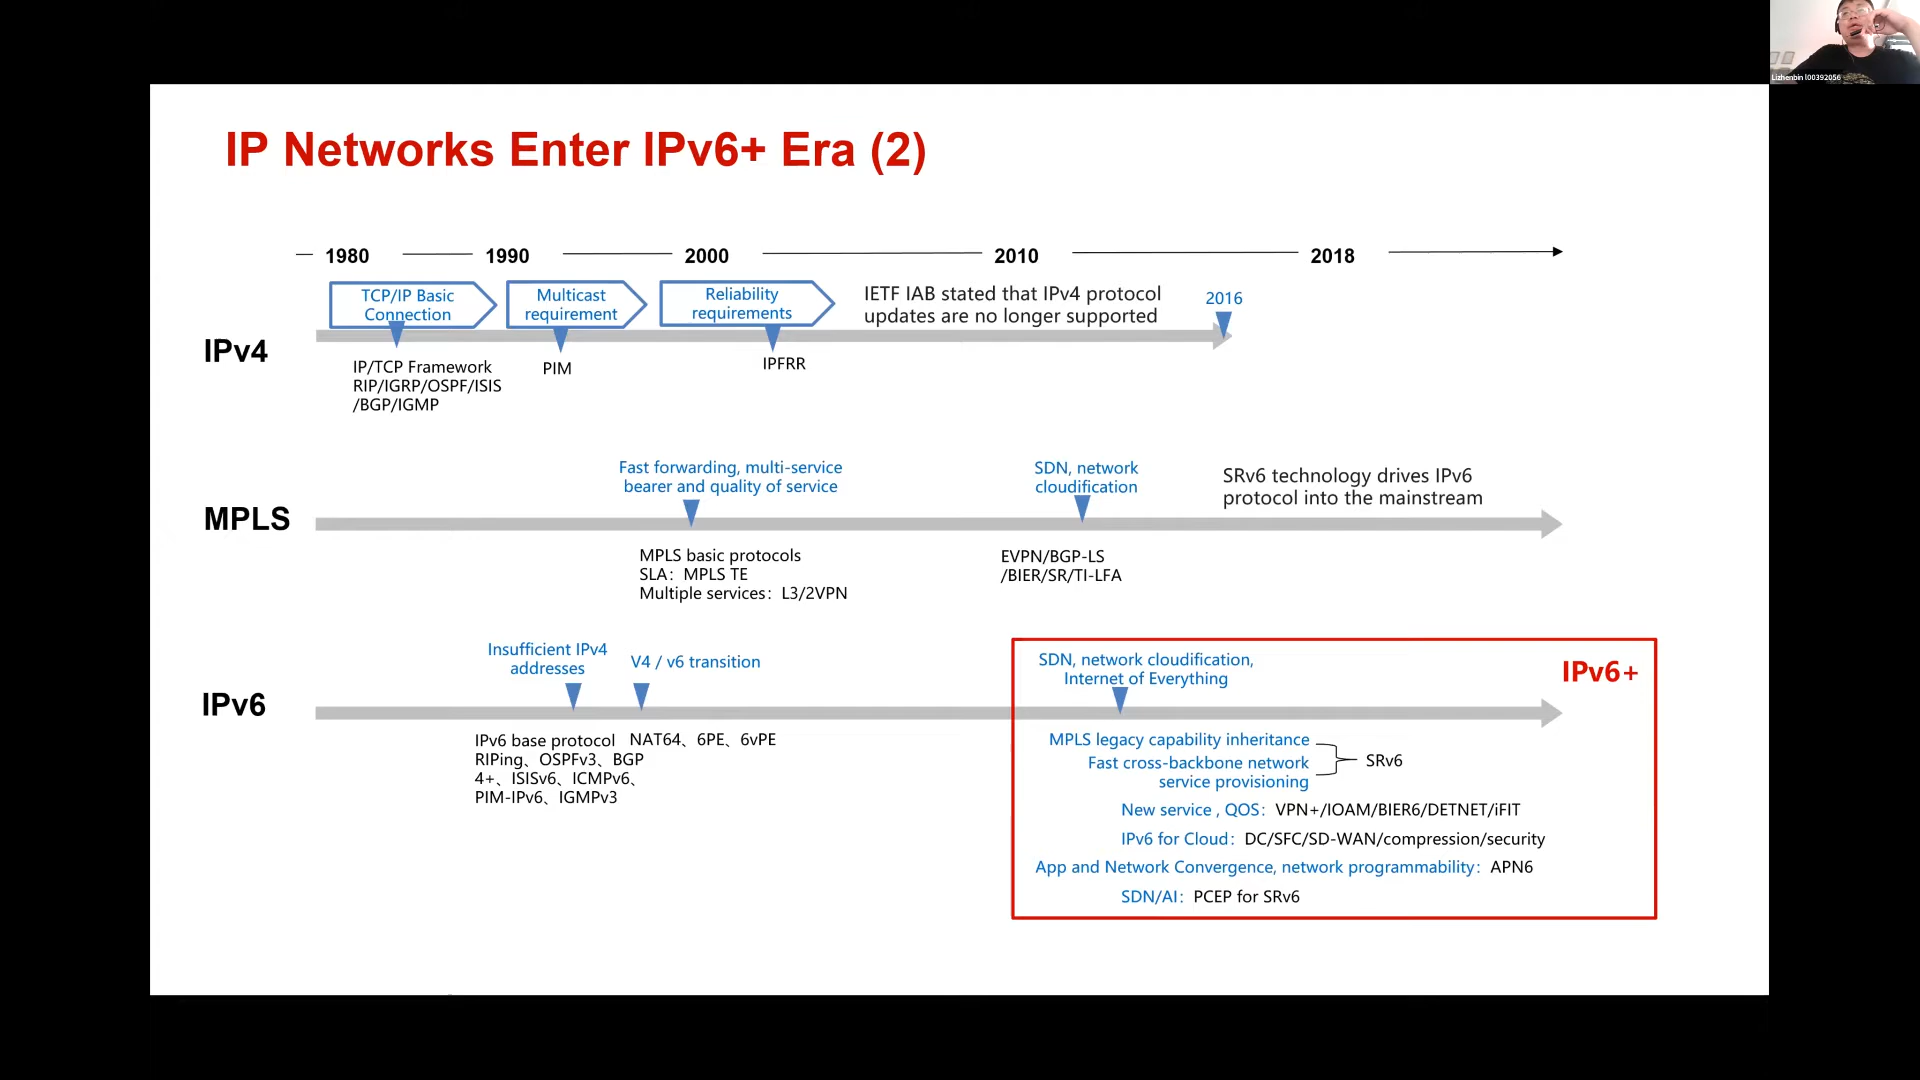 Lizhenbin l00392056
IP Networks Enter IPv6+ Era (2)
1980
1990
2000
2010
2018
TCP/IP Basic
Connection
Multicast
requirement
Reliability
requirements
IETF IAB stated that IPv4 protocol
updates are no longer supported
2016
IPv4
IP/TCP Framework
RIP/IGRP/OSPF/ISIS
/BGP/IGMP
PIM
IPFRR
Fast forwarding, multi-service
bearer and quality of service
SDN, network
cloudification
SRv6 technology drives IPv6
protocol into the mainstream
MPLS
MPLS basic protocols
SLA：MPLS TE
Multiple services：L3/2VPN
EVPN/BGP-LS
/BIER/SR/TI-LFA
Insufficient IPv4
addresses
V4 / v6 transition
SDN, network cloudification,
Internet of Everything
IPv6+
IPv6
IPv6 base protocol
RIPing、OSPFv3、BGP
4+、ISISv6、ICMPv6、
PIM-IPv6、IGMPv3
NAT64、6PE、6vPE
MPLS legacy capability inheritance
Fast cross-backbone network
service provisioning
SRv6
New service , QOS：VPN+/IOAM/BIER6/DETNET/iFIT
IPv6 for Cloud：DC/SFC/SD-WAN/compression/security
App and Network Convergence, network programmability：APN6
SDN/AI：PCEP for SRv6